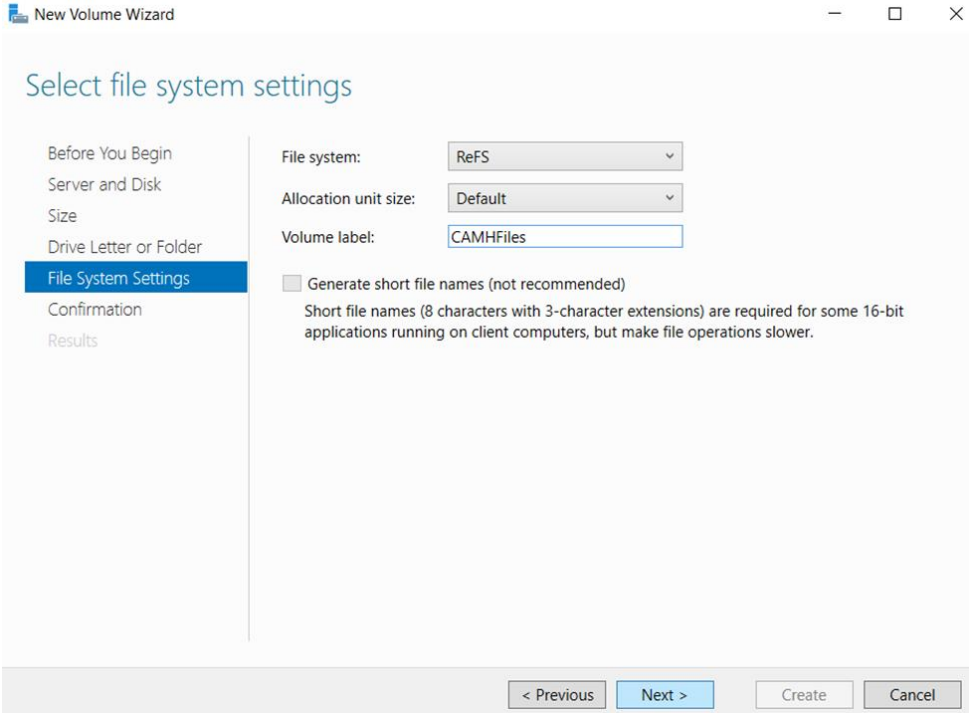 New Volume Wizard
Select file system settings
Before You Begin
Server and Disk
Size
Drive Letter or Folder
File System Settings
Confirmation
Results
File system:
ReFS
Allocation unit size:
Default
Volume label:
CAMHFiles
Generate short file names (not recommended)
Short file names (8 characters with 3-character extensions) are required for some 16-bit
applications running on client computers, but make file operations slower.
< Previous
Next >
Create
Cancel